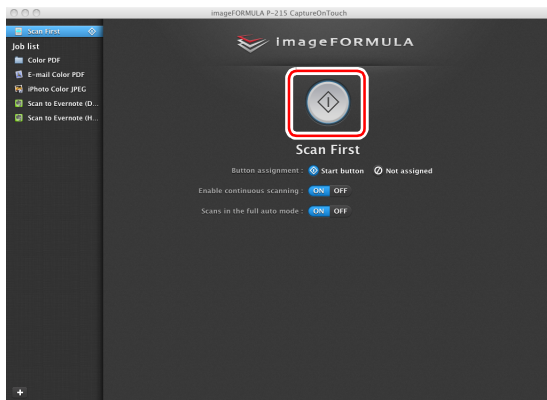 imageFORMULA P-215 CaptureOnTouch
Scan First
Job list
Color PDF
E-mail Color PDF
iPhoto Color JPEG
Scan to Evernote (D...
Scan to Evernote (H...
imageFORMULA
Scan First
Button assignment : Start button Not assigned
Enable continuous scanning : ON OFF
Scans in the full auto mode : ON OFF